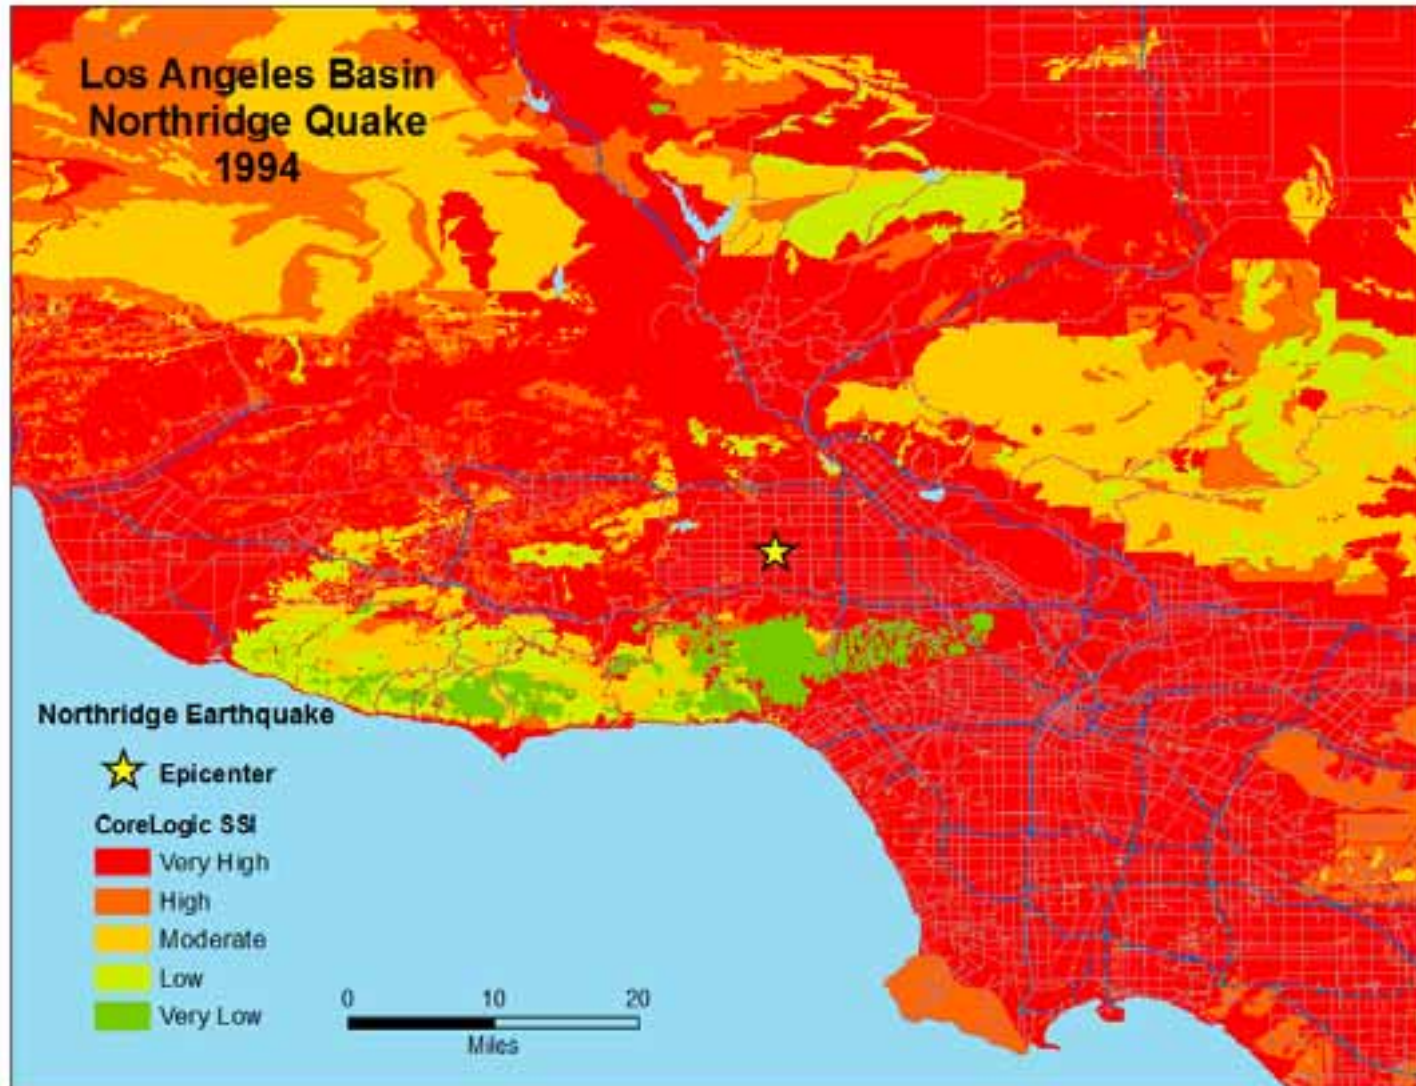 Los Angeles Basin
Northridge Quake
1994
Northridge Earthquake
Epicenter
CoreLogic SSI
Very High
High
Moderate
Low
Very Low
0 10 20
Miles